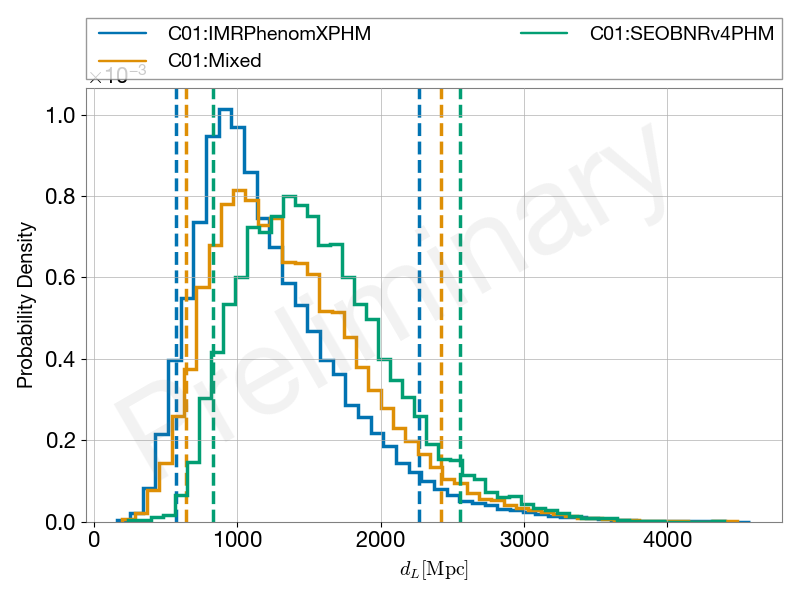 C01:IMRPhenomXPHM
C01:SEOBNRv4PHM
C01:Mixed
×10⁻³
1.0
0.8
0.6
0.4
0.2
0.0
Probability Density
Preliminary
0 1000 2000 3000 4000
d_L[Mpc]